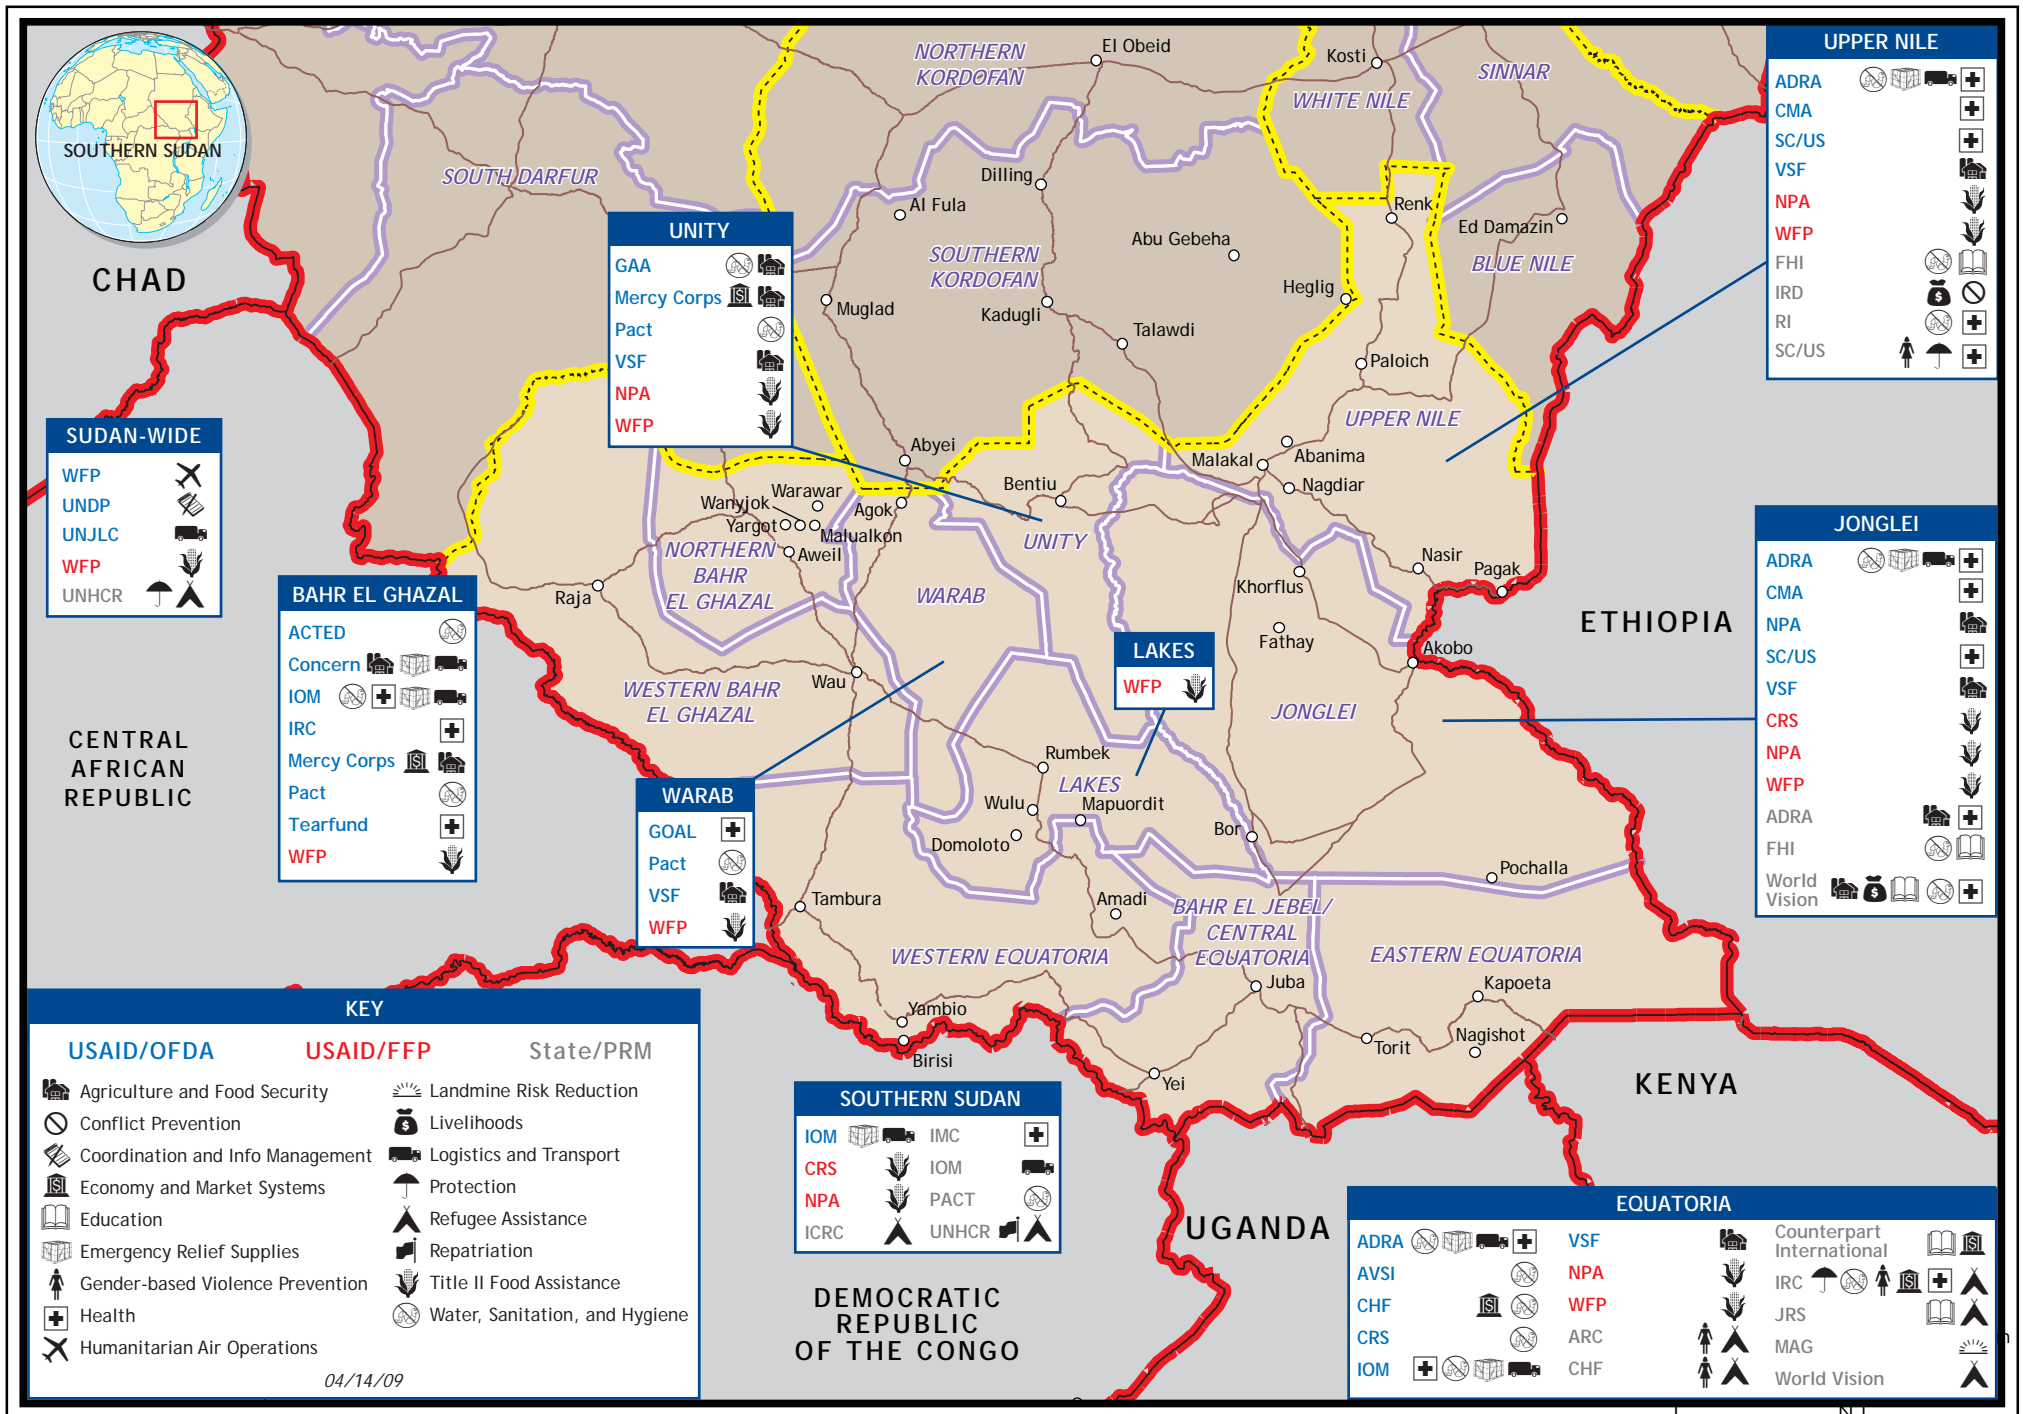 SOUTHERN SUDAN
NORTHERN
KORDOFAN
El Obeid
Kosti
SINNAR
WHITE NILE
SOUTH DARFUR
Dilling
Al Fula
Renk
Ed Damazin
Abu Gebeha
SOUTHERN
KORDOFAN
BLUE NILE
CHAD
Heglig
Muglad
Kadugli
Talawdi
Paloich
UPPER NILE
Abyei
Malakal
Abanima
Nagdiar
Bentiu
Warawar
Wanyjok
Agok
Yargot
Malualkon
Aweil
NORTHERN
BAHR
EL GHAZAL
UNITY
Nasir
Pagak
Khorflus
Raja
WARAB
ETHIOPIA
Fathay
Akobo
Wau
WESTERN BAHR
EL GHAZAL
JONGLEI
CENTRAL
AFRICAN
REPUBLIC
Rumbek
LAKES
Wulu
Mapuordit
Domoloto
Bor
Pochalla
Tambura
Amadi
BAHR EL JEBEL/
CENTRAL
EQUATORIA
WESTERN EQUATORIA
EASTERN EQUATORIA
Juba
Kapoeta
Yambio
Birisi
Torit
Nagishot
Yei
KENYA
UGANDA
DEMOCRATIC
REPUBLIC
OF THE CONGO
UPPER NILE
ADRA
CMA
SC/US
VSF
NPA
WFP
FHI
IRD
RI
SC/US
UNITY
GAA
Mercy Corps
Pact
VSF
NPA
WFP
SUDAN-WIDE
WFP
UNDP
UNJLC
WFP
UNHCR
BAHR EL GHAZAL
ACTED
Concern
IOM
IRC
Mercy Corps
Pact
Tearfund
WFP
LAKES
WFP
JONGLEI
ADRA
CMA
NPA
SC/US
VSF
CRS
NPA
WFP
ADRA
FHI
World
Vision
WARAB
GOAL
Pact
VSF
WFP
KEY
USAID/OFDA USAID/FFP State/PRM
Agriculture and Food Security
Conflict Prevention
Coordination and Info Management
Economy and Market Systems
Education
Emergency Relief Supplies
Gender-based Violence Prevention
Health
Humanitarian Air Operations
Landmine Risk Reduction
Livelihoods
Logistics and Transport
Protection
Refugee Assistance
Repatriation
Title II Food Assistance
Water, Sanitation, and Hygiene
04/14/09
SOUTHERN SUDAN
IOM
CRS
NPA
ICRC
IMC
IOM
PACT
UNHCR
EQUATORIA
ADRA
AVSI
CHF
CRS
IOM
VSF
NPA
WFP
ARC
CHF
Counterpart
International
IRC
JRS
MAG
World Vision